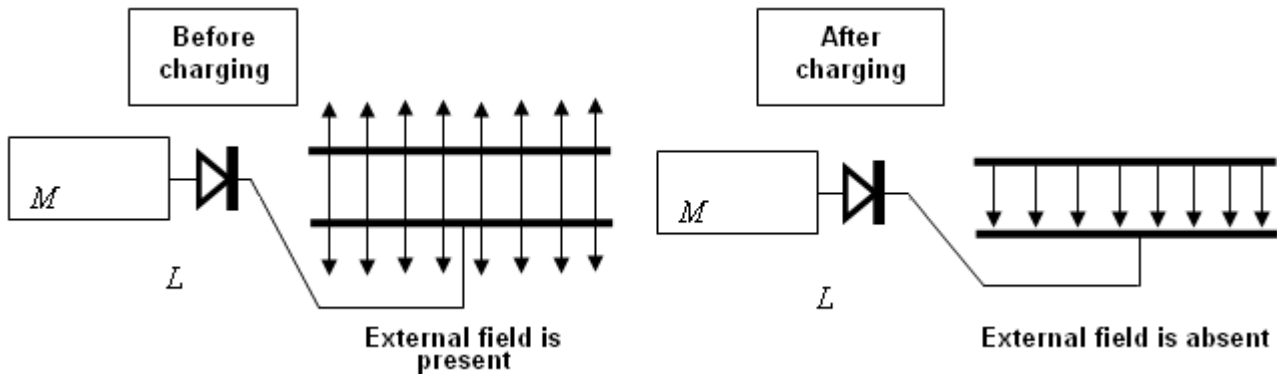 Before
charging
M
L
External field is
present
After
charging
M
L
External field is absent